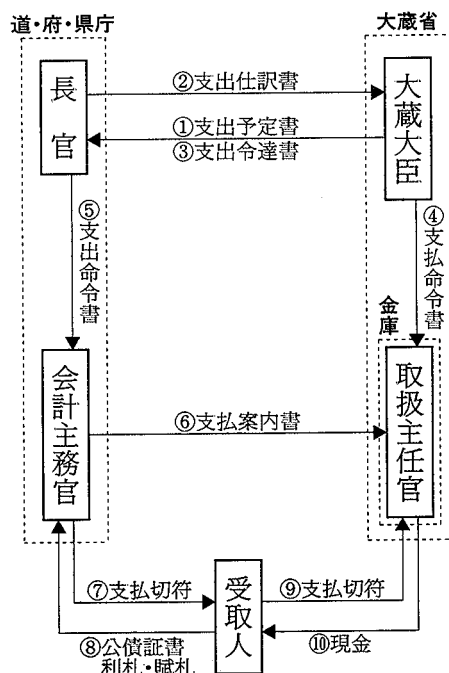 道・府・県庁
大蔵省
長官
大蔵大臣
②支出仕訳書
①支出予定書
③支出令達書
⑤支出命令書
④支払命令書
金庫
会計主務官
取扱主任官
⑥支払案内書
⑦支払切符
受取人
⑨支払切符
⑧公債証書
利札・賦札
⑩現金